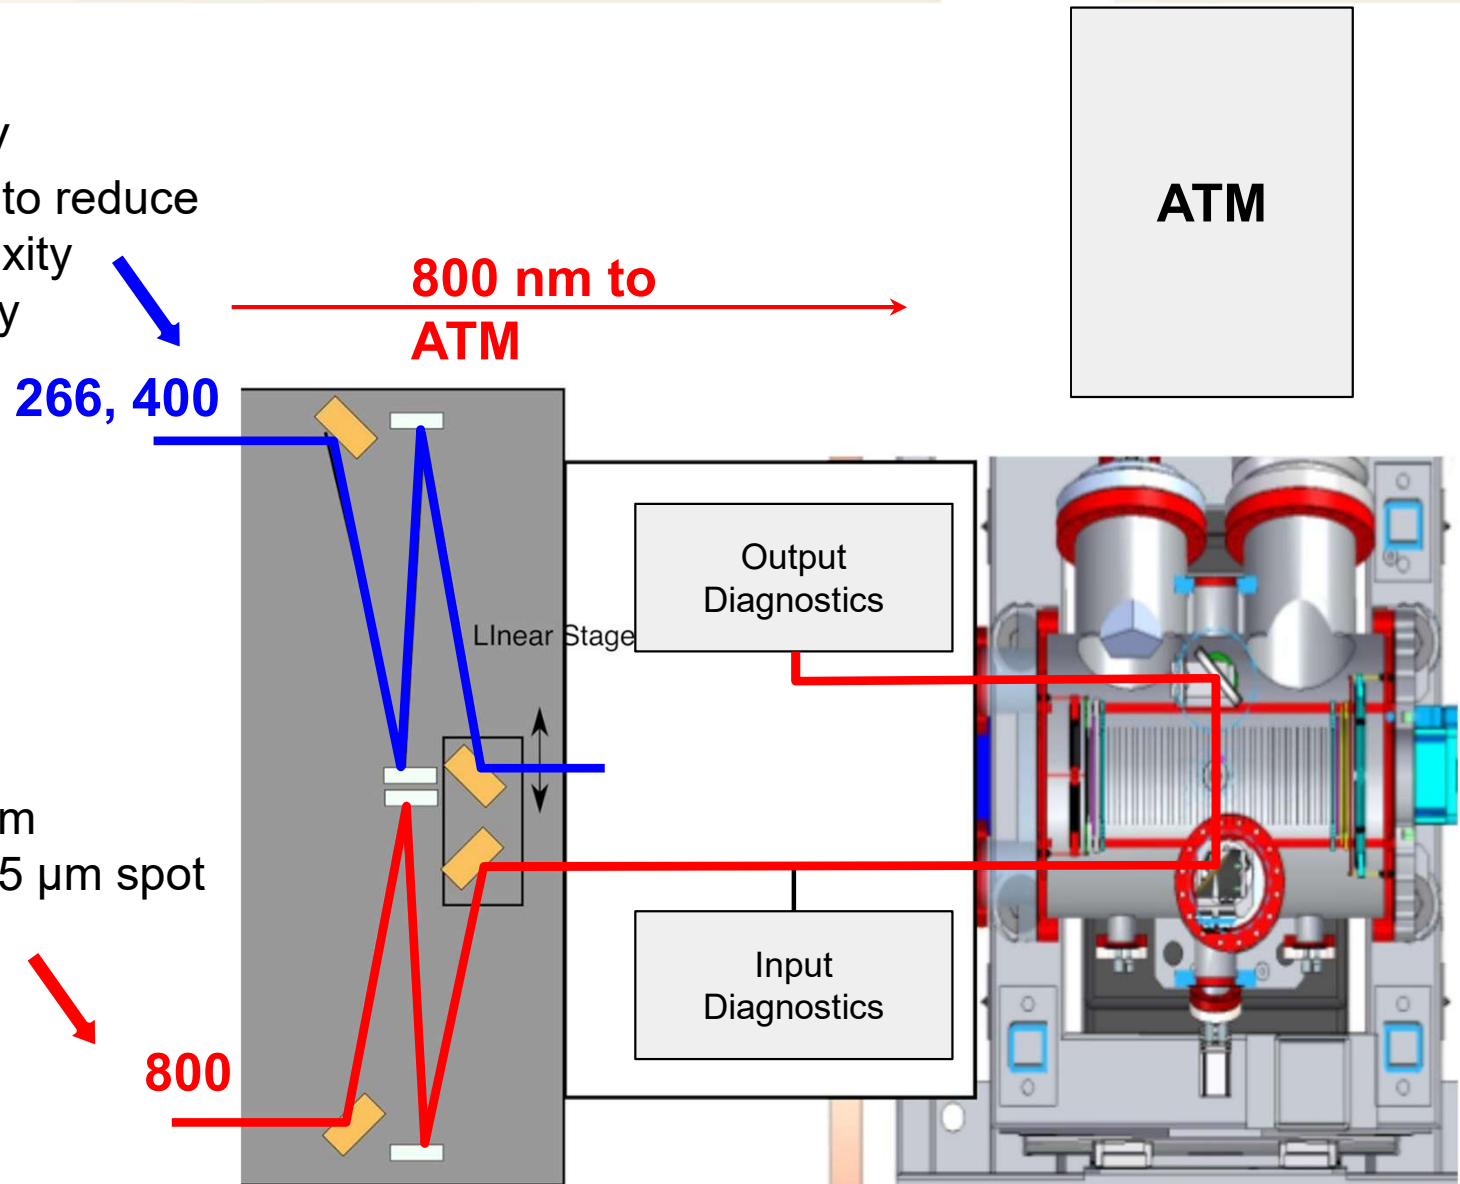 y
to reduce
xity
y
266, 400
800 nm to
ATM
ATM
Output
Diagnostics
LInear Stage
m
5 μm spot
Input
Diagnostics
800